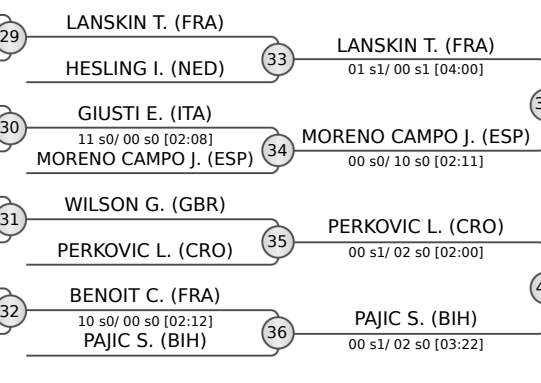 LANSKIN T. (FRA)
29
HESLING I. (NED)
33
LANSKIN T. (FRA)
01 s1/ 00 s1 [04:00]
GIUSTI E. (ITA)
30
11 s0/ 00 s0 [02:08]
MORENO CAMPO J. (ESP)
34
MORENO CAMPO J. (ESP)
00 s0/ 10 s0 [02:11]
WILSON G. (GBR)
31
PERKOVIC L. (CRO)
35
PERKOVIC L. (CRO)
00 s1/ 02 s0 [02:00]
BENOIT C. (FRA)
32
10 s0/ 00 s0 [02:12]
PAJIC S. (BIH)
36
PAJIC S. (BIH)
00 s1/ 02 s0 [03:22]